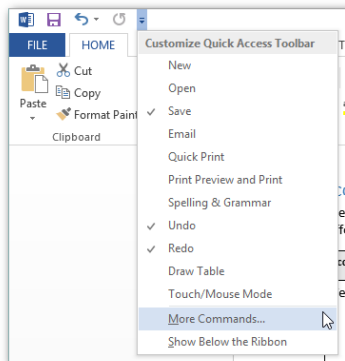 FILE
HOME
Customize Quick Access Toolbar
Cut
Copy
Paste
Format Paint
Clipboard
New
Open
Save
Email
Quick Print
Print Preview and Print
Spelling & Grammar
Undo
Redo
Draw Table
Touch/Mouse Mode
More Commands...
Show Below the Ribbon